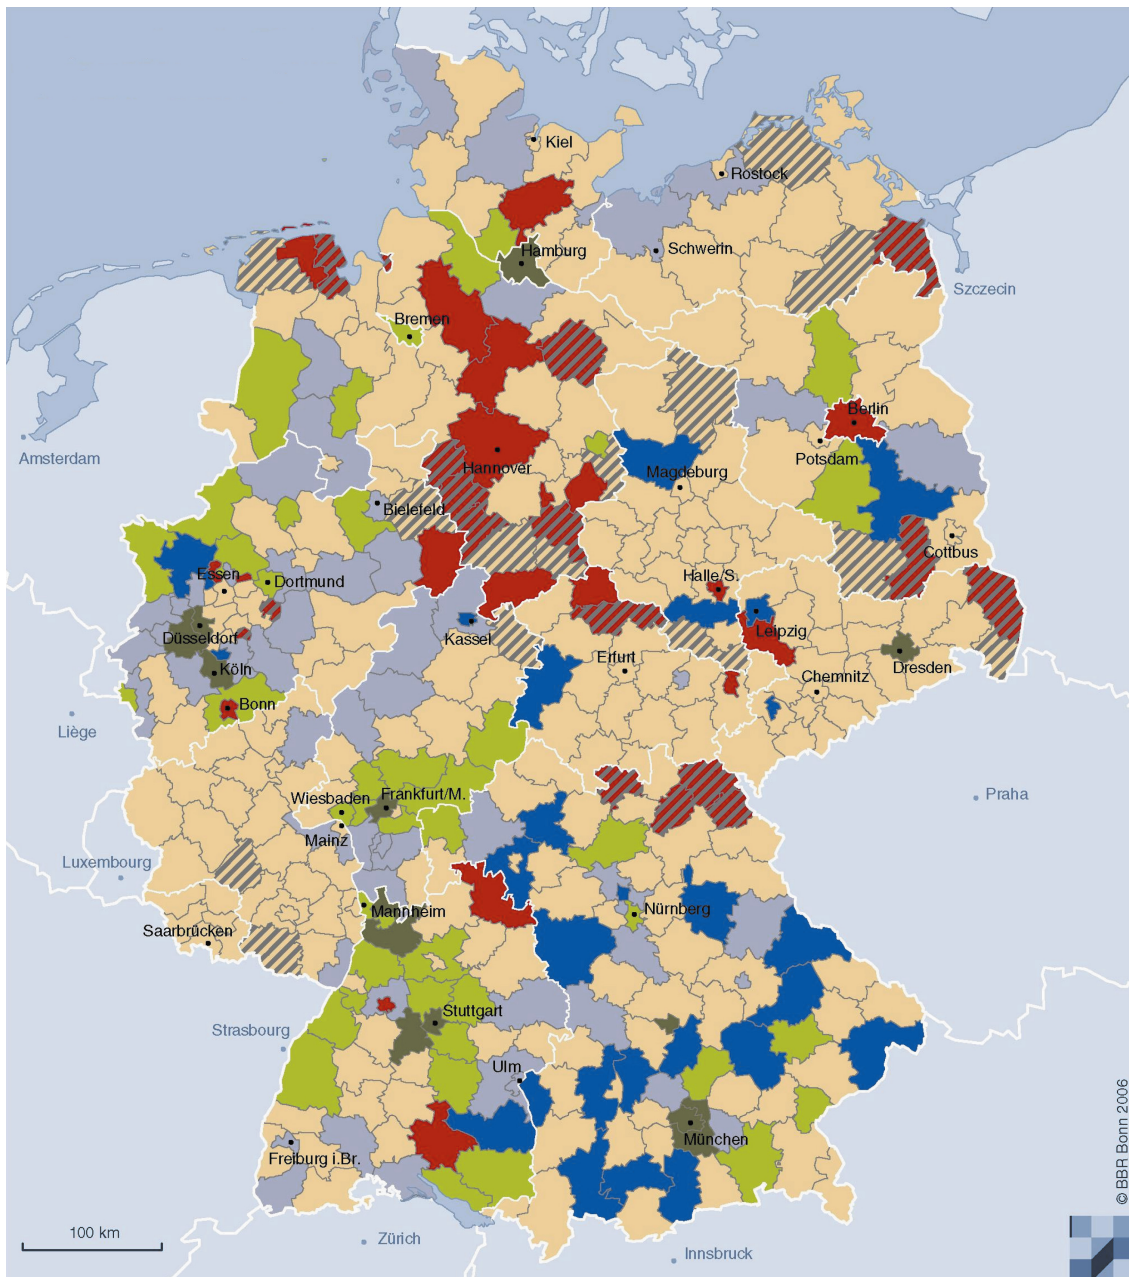 Kiel
Rostock
Hamburg
Schwerin
Szczecin
Bremen
Berlin
Amsterdam
Hannover
Potsdam
Magdeburg
Bielefeld
Cottbus
Essen
Dortmund
Halle/S.
Düsseldorf
Kassel
Leipzig
Köln
Erfurt
Dresden
Chemnitz
Bonn
Liège
Wiesbaden
Frankfurt/M.
Praha
Mainz
Luxembourg
Mannheim
Nürnberg
Saarbrücken
Stuttgart
Strasbourg
Ulm
München
Freiburg i.Br.
© BBR Bonn 2006
100 km
Zürich
Innsbruck